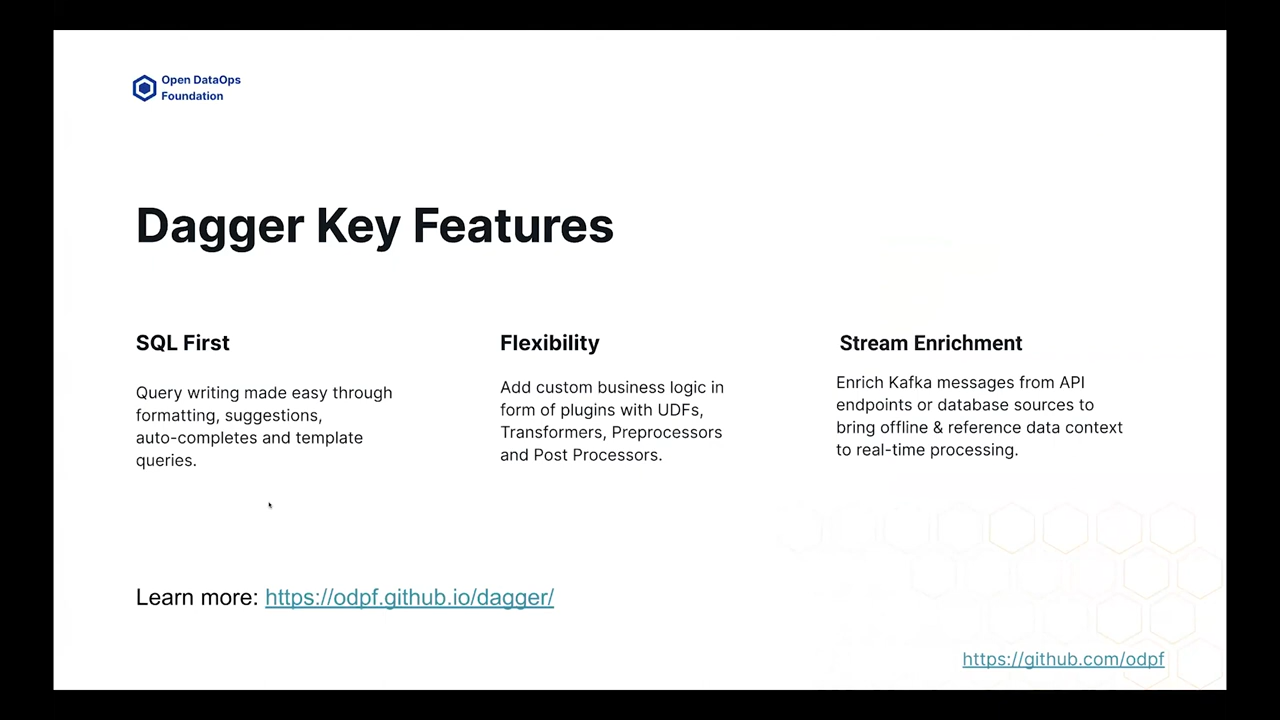 Open DataOps
Foundation
Dagger Key Features
SQL First
Query writing made easy through
formatting, suggestions,
auto-completes and template
queries.
Flexibility
Add custom business logic in
form of plugins with UDFs,
Transformers, Preprocessors
and Post Processors.
Stream Enrichment
Enrich Kafka messages from API
endpoints or database sources to
bring offline & reference data context
to real-time processing.
Learn more: https://odpf.github.io/dagger/
https://github.com/odpf